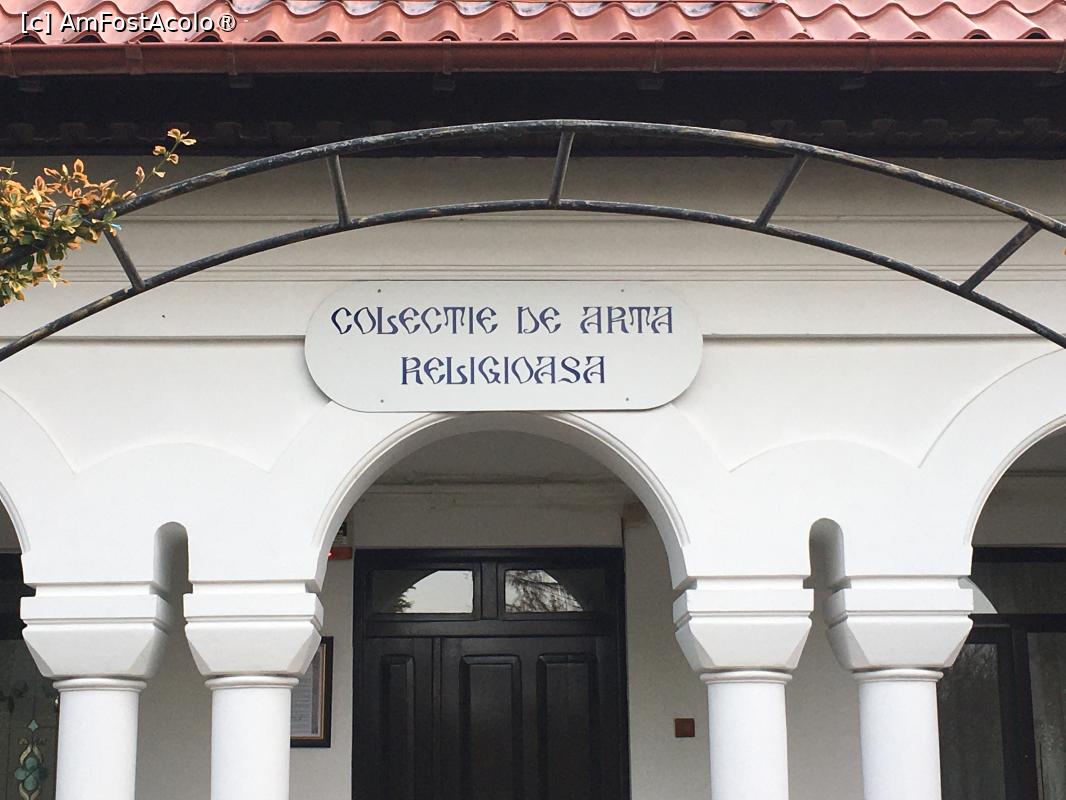 [c] AmFostAcolo®
COLECTIE DE ARTA
RELIGIOASA